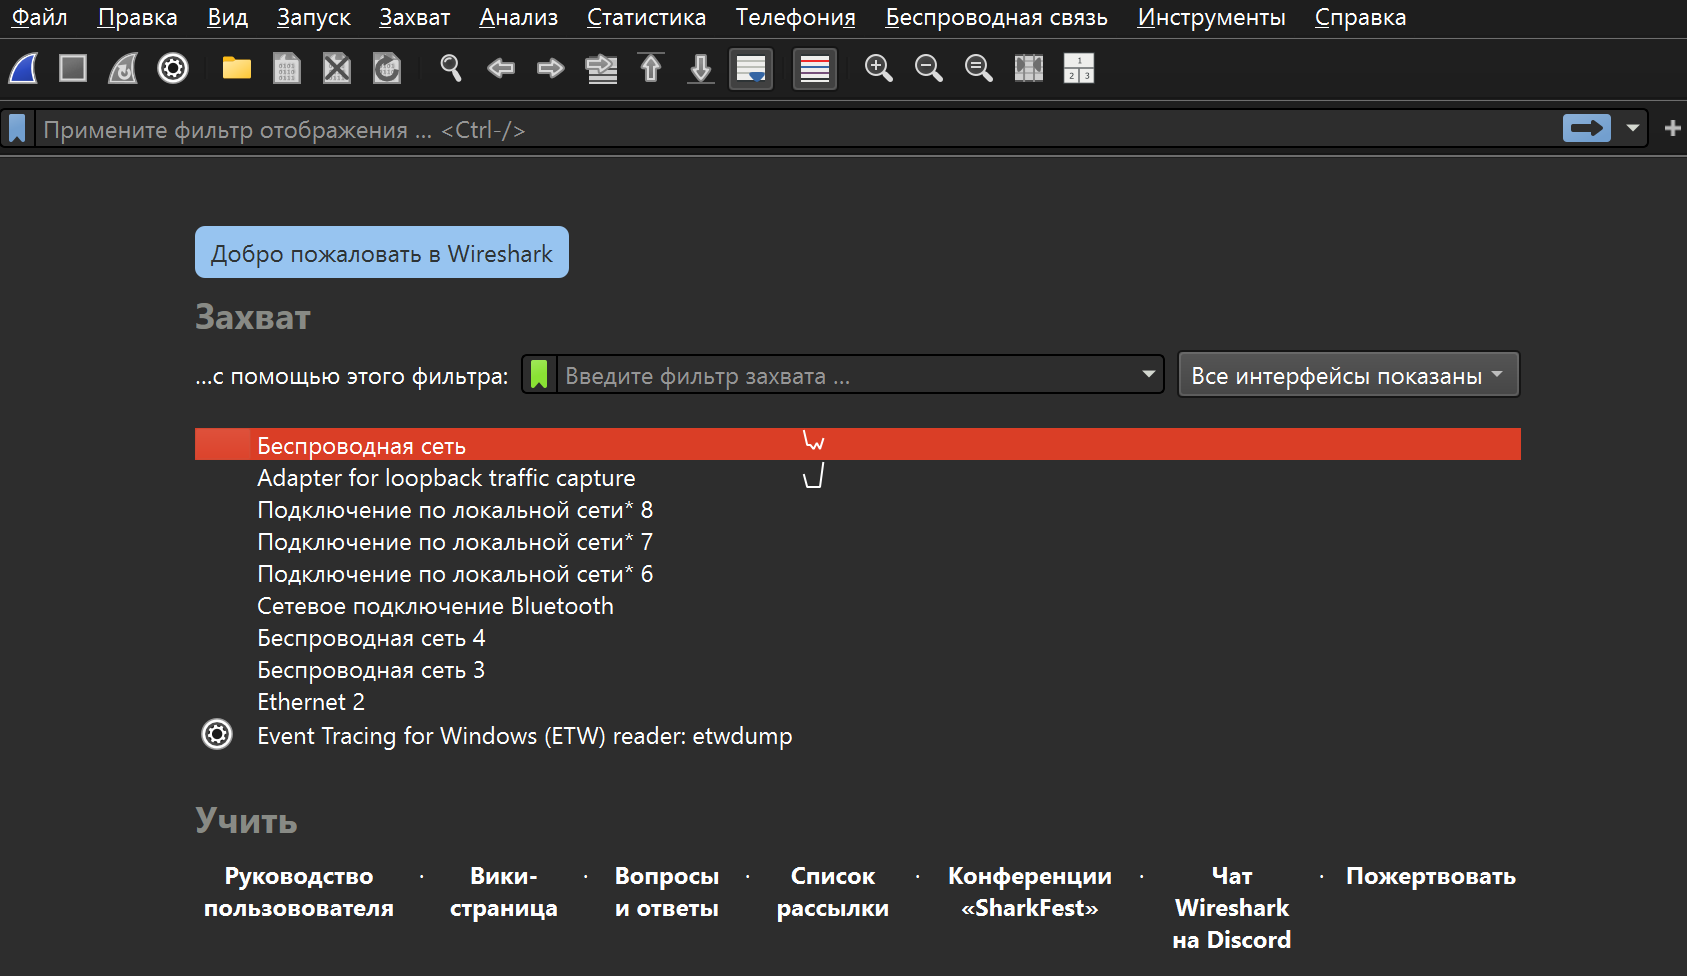 Файл Правка Вид Запуск Захват Анализ Статистика Телефония Беспроводная связь Инструменты Справка
Примените фильтр отображения ... <Ctrl-/>
Добро пожаловать в Wireshark
Захват
...с помощью этого фильтра: Введите фильтр захвата ... Все интерфейсы показаны
Беспроводная сеть
Adapter for loopback traffic capture
Подключение по локальной сети* 8
Подключение по локальной сети* 7
Подключение по локальной сети* 6
Сетевое подключение Bluetooth
Беспроводная сеть 4
Беспроводная сеть 3
Ethernet 2
Event Tracing for Windows (ETW) reader: etwdump
Учить
Руководство · Вики- · Вопросы · Список · Конференции · Чат · Пожертвовать
пользовователя страница и ответы рассылки «SharkFest» Wireshark
на Discord